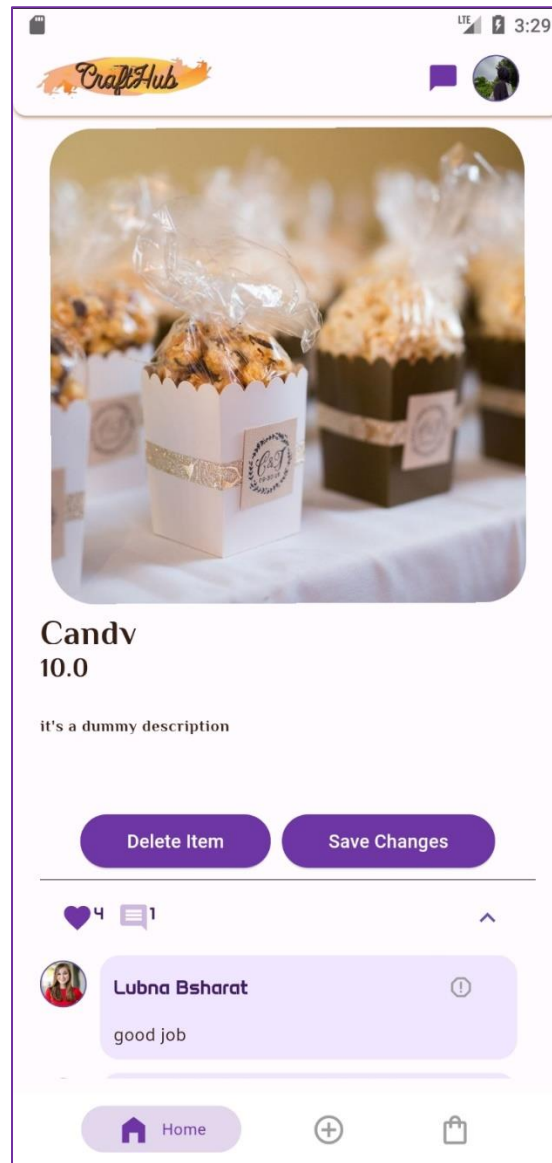 LTE 3:29
CraftHub
C&J
Candy
10.0
it's a dummy description
Delete Item Save Changes
4 1
Lubna Bsharat
good job
Home